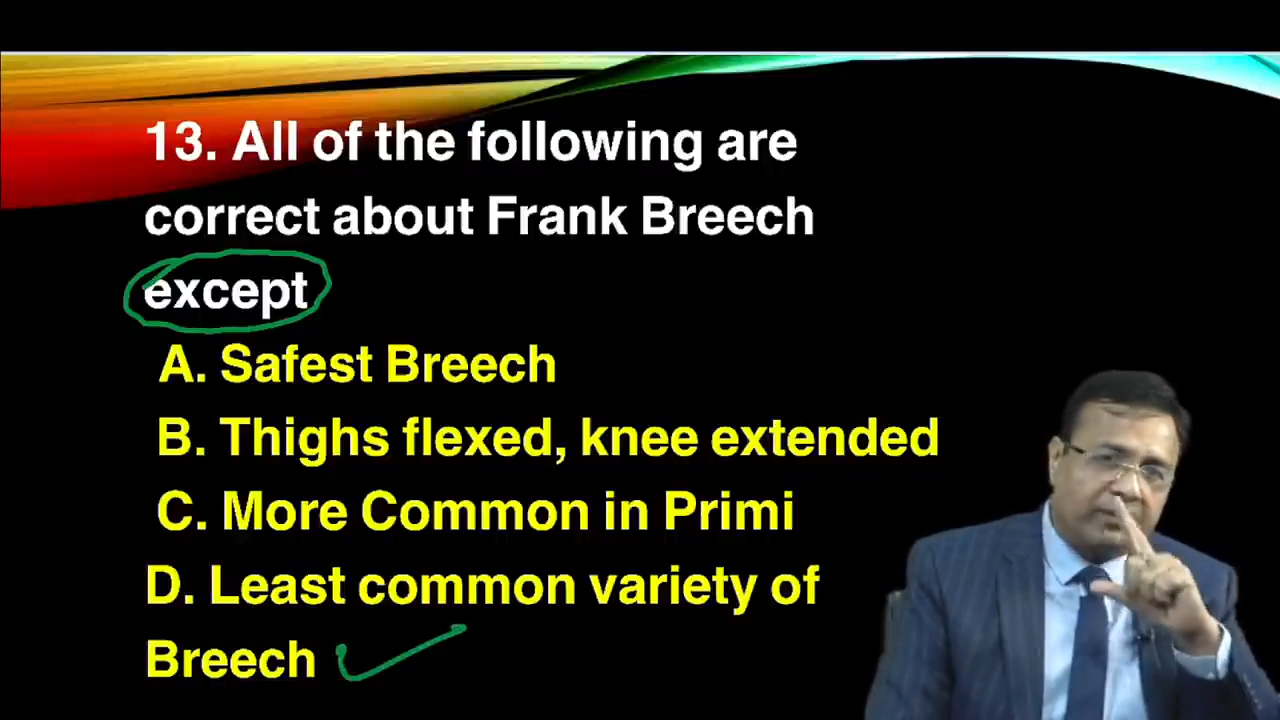 13. All of the following are
correct about Frank Breech
except
A. Safest Breech
B. Thighs flexed, knee extended
C. More Common in Primi
D. Least common variety of
Breech